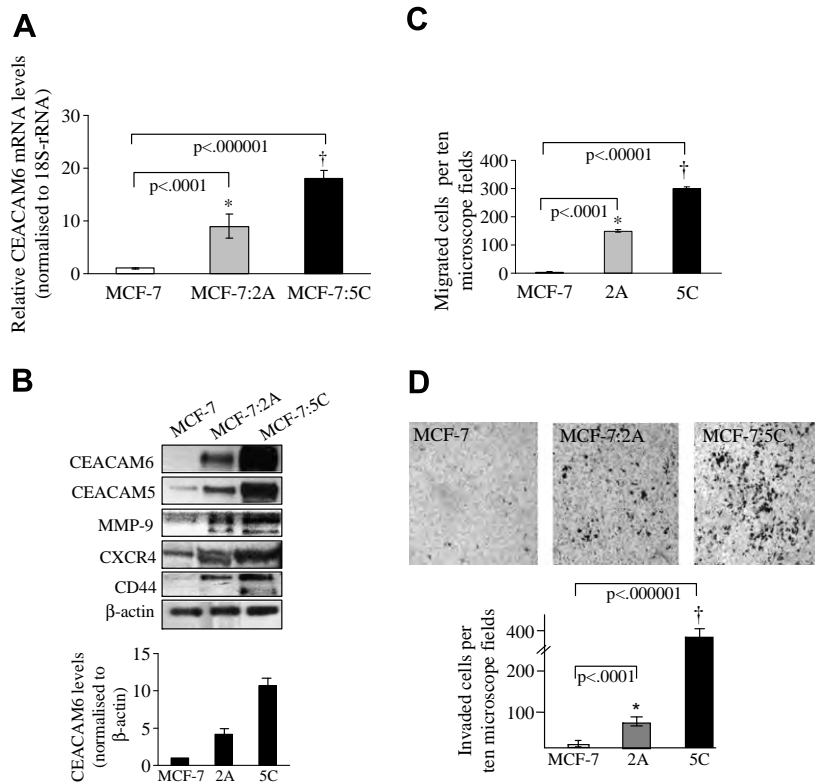 A
Relative CEACAM6 mRNA levels
(normalised to 18S-rRNA)
30
20
10
0
p<.000001
p<.0001
*
†
MCF-7
MCF-7:2A
MCF-7:5C
C
Migrated cells per ten
microscope fields
400
300
200
100
0
p<.00001
p<.0001
*
†
MCF-7
2A
5C
B
MCF-7
MCF-7:2A
MCF-7:5C
CEACAM6
CEACAM5
MMP-9
CXCR4
CD44
β-actin
CEACAM6 levels
(normalised to
β-actin)
15
10
5
0
MCF-7
2A
5C
D
MCF-7
MCF-7:2A
MCF-7:5C
Invaded cells per
ten microscope fields
400
200
100
p<.000001
p<.0001
*
†
MCF-7
2A
5C